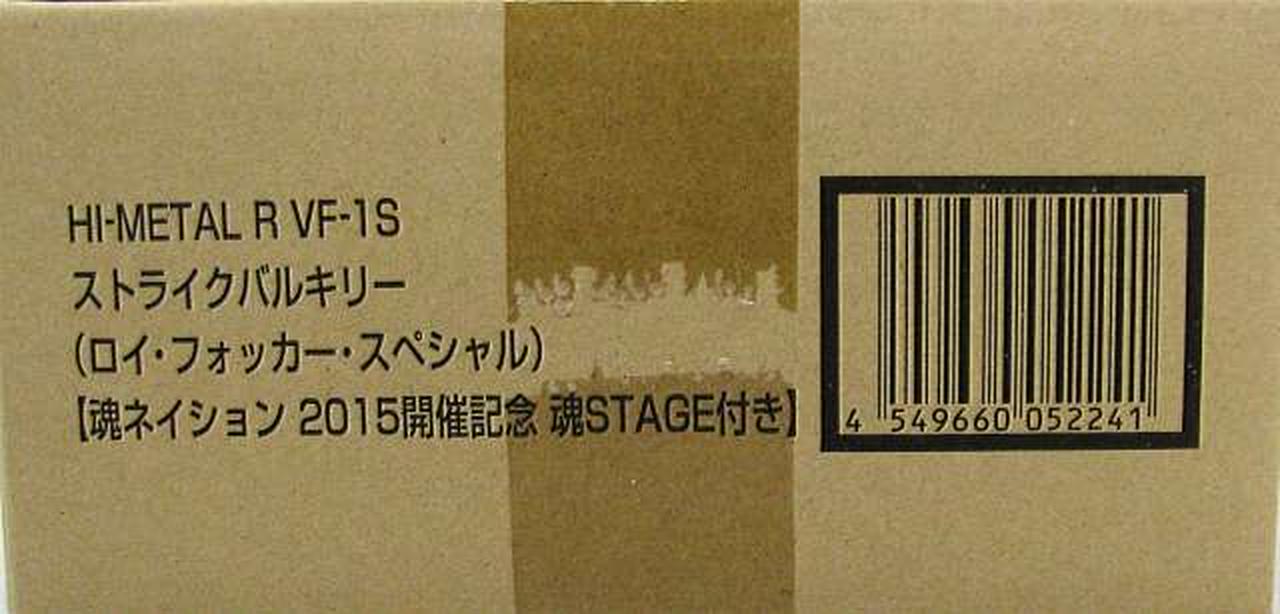 HI-METAL R VF-1S
ストライクバルキリー
(ロイ・フォッカー・スペシャル)
【魂ネイション 2015開催記念 魂STAGE付き】
4 549660 052241